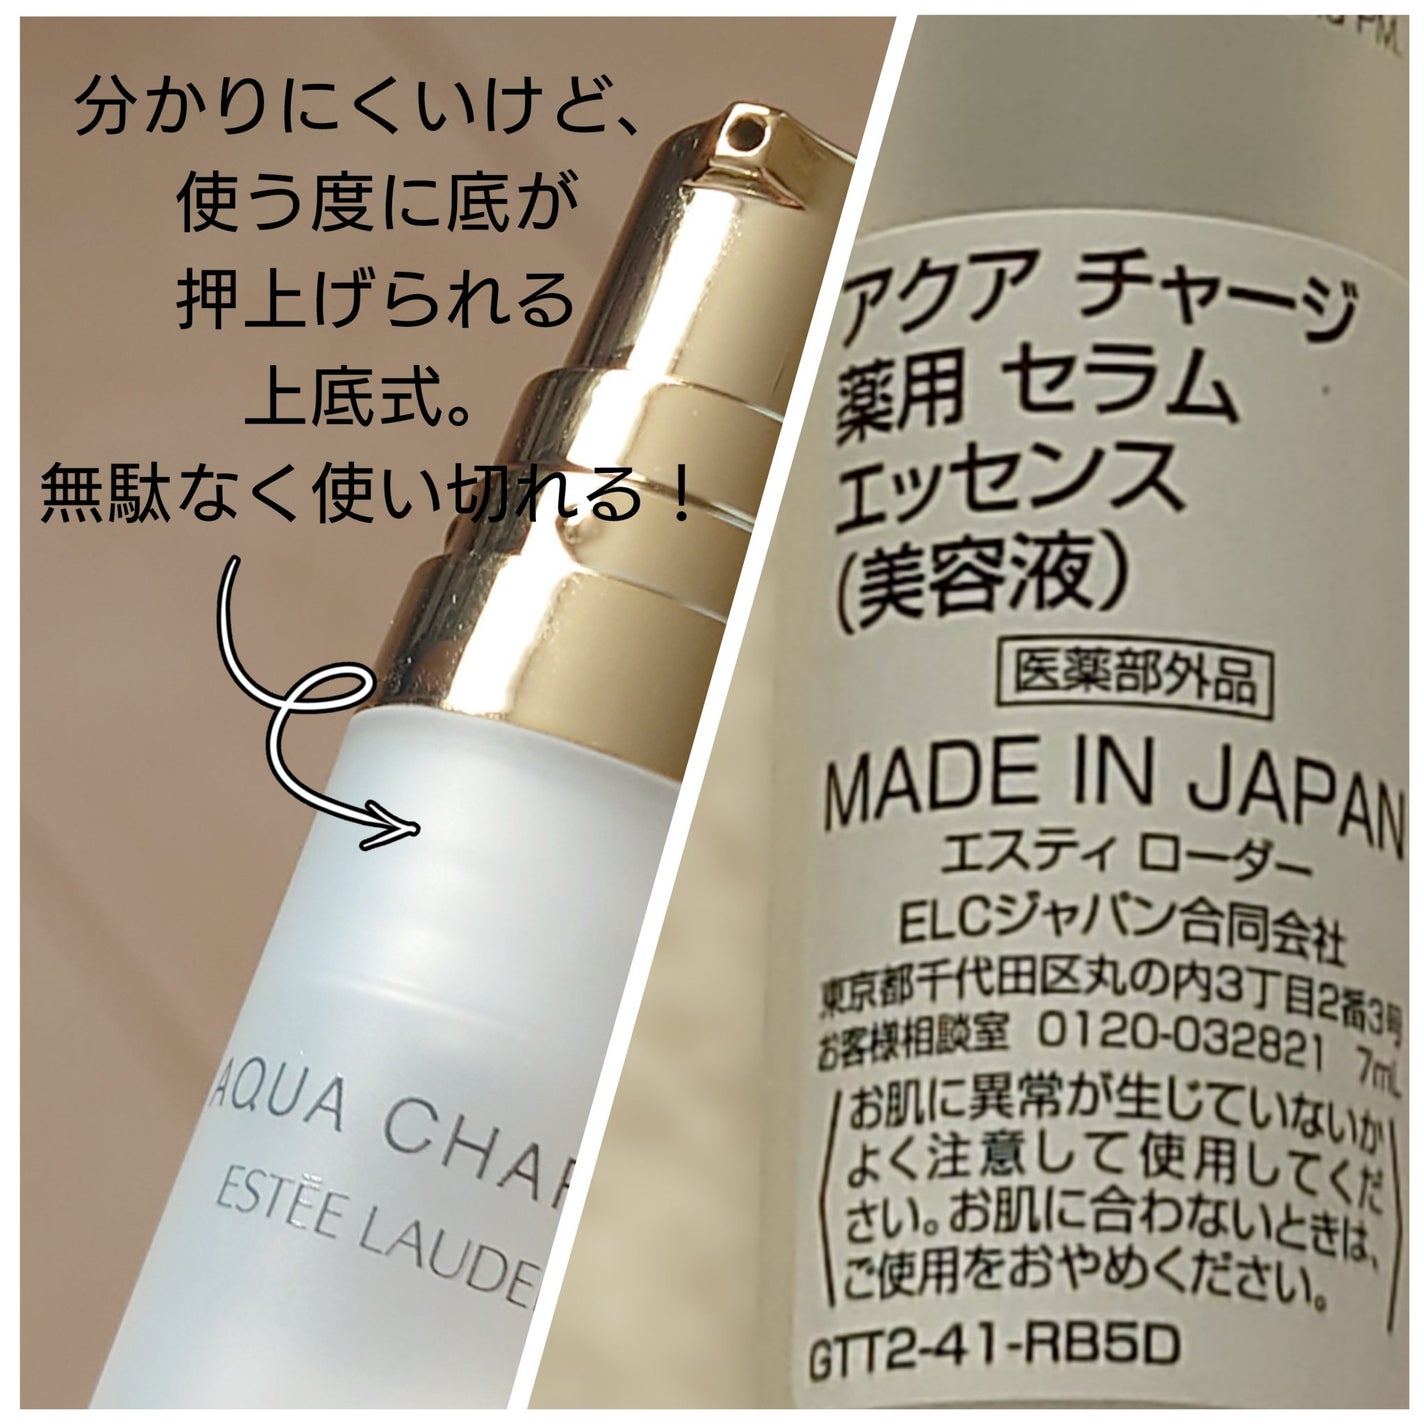 分かりにくいけど、
使う度に底が
押上げられる
上底式。
無駄なく使い切れる！
AQUA CHAR
ESTĒE LAUDE
PM.
アクア チャージ
薬用 セラム
エッセンス
(美容液)
医薬部外品
MADE IN JAPAN
エスティ ローダー
ELCジャパン合同会社
東京都千代田区丸の内3丁目2番3号
お客様相談室 0120-032821 7mL
お肌に異常が生じていないか
よく注意して使用してくだ
さい。お肌に合わないときは、
ご使用をおやめください。
GTT2-41-RB5D